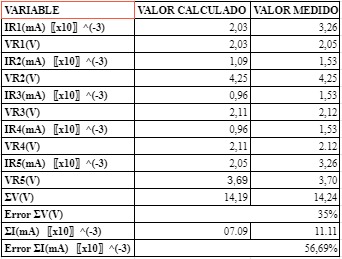 VARIABLE VALOR CALCULADO VALOR MEDIDO
IR1(mA) 〖x10〗^(-3) 2,03 3,26
VR1(V) 2,03 2,05
IR2(mA) 〖x10〗^(-3) 1,09 1,53
VR2(V) 4,25 4,25
IR3(mA) 〖x10〗^(-3) 0,96 1,53
VR3(V) 2,11 2,12
IR4(mA) 〖x10〗^(-3) 0,96 1,53
VR4(V) 2,11 2.12
IR5(mA) 〖x10〗^(-3) 2,05 3,26
VR5(V) 3,69 3,70
ΣV(V) 14,19 14,24
Error ΣV(V) 35%
ΣI(mA) 〖x10〗^(-3) 07.09 11.11
Error ΣI(mA) 〖x10〗^(-3) 56,69%